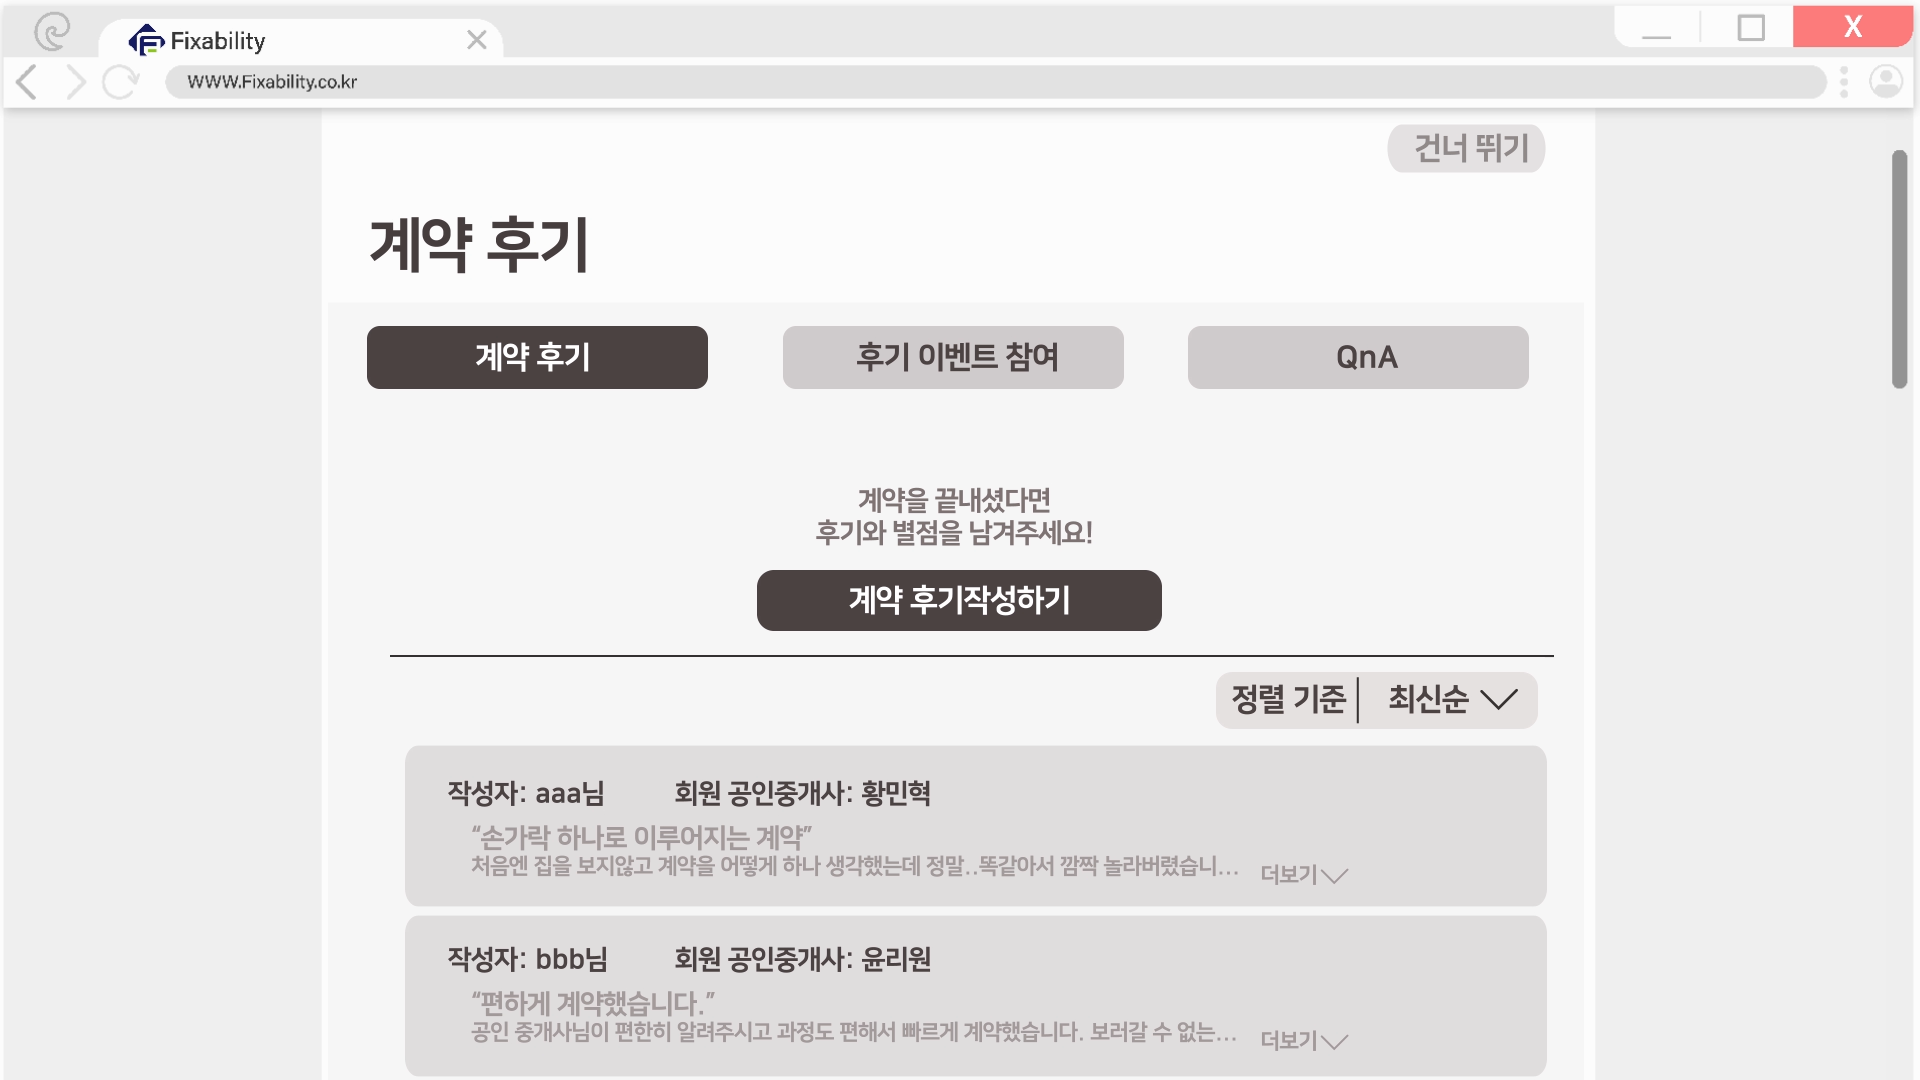 Fixability
X
WWW.Fixability.co.kr
건너 뛰기
계약 후기
계약 후기
후기 이벤트 참여
QnA
계약을 끝내셨다면
후기와 별점을 남겨주세요!
계약 후기작성하기
정렬 기준
최신순
작성자: aaa님 회원 공인중개사: 황민혁
“손가락 하나로 이루어지는 계약”
처음엔 집을 보지않고 계약을 어떻게 하나 생각했는데 정말..똑같아서 깜짝 놀라버렸습니...
더보기
작성자: bbb님 회원 공인중개사: 윤리원
“편하게 계약했습니다.”
공인 중개사님이 편한히 알려주시고 과정도 편해서 빠르게 계약했습니다. 보러갈 수 없는...
더보기